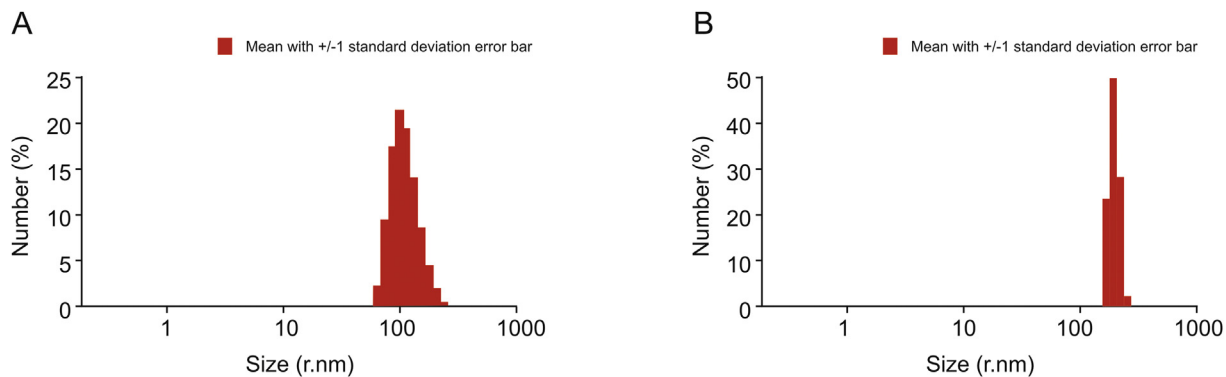 A
Mean with +/-1 standard deviation error bar
25
20
15
10
5
0
Number (%)
1 10 100 1000
Size (r.nm)
B
Mean with +/-1 standard deviation error bar
50
40
30
20
10
0
Number (%)
1 10 100 1000
Size (r.nm)